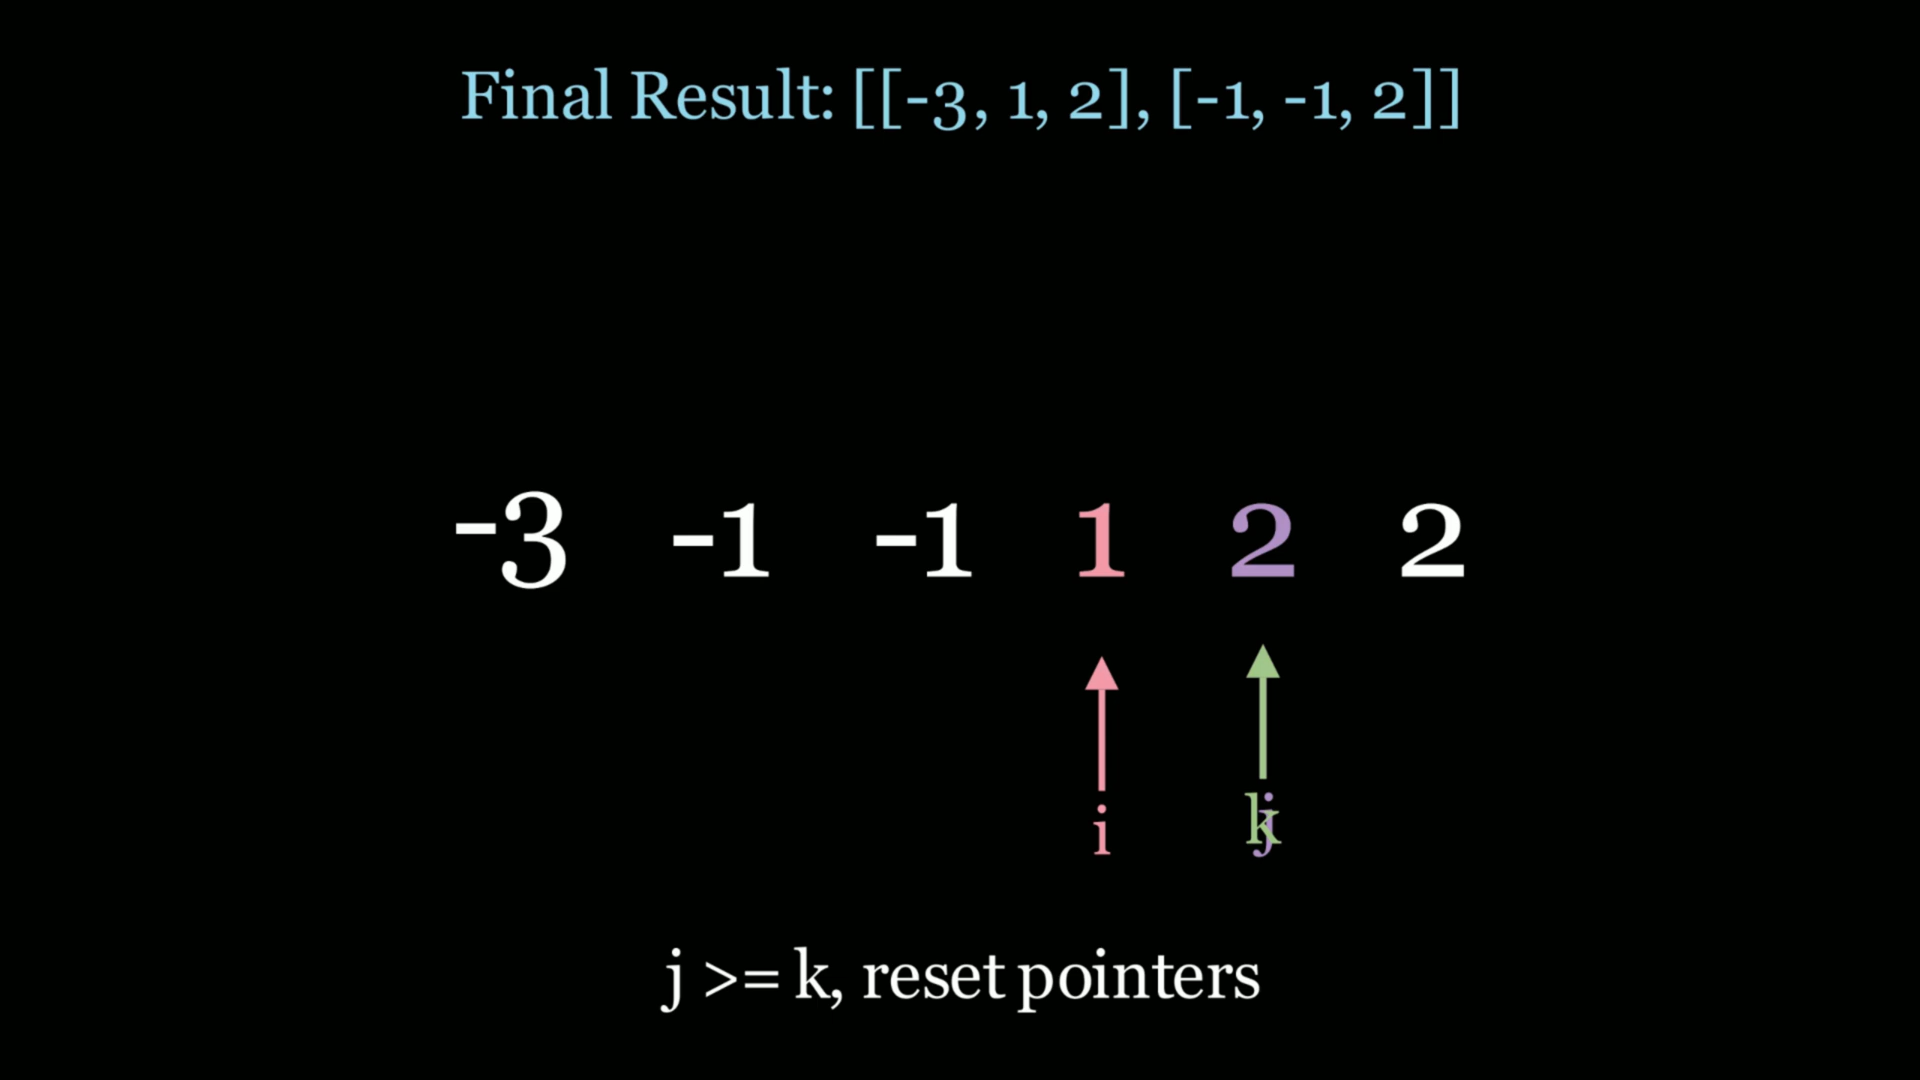 Final Result: [[-3, 1, 2], [-1, -1, 2]]
-3 -1 -1 1 2 2
i k j
j >= k, reset pointers